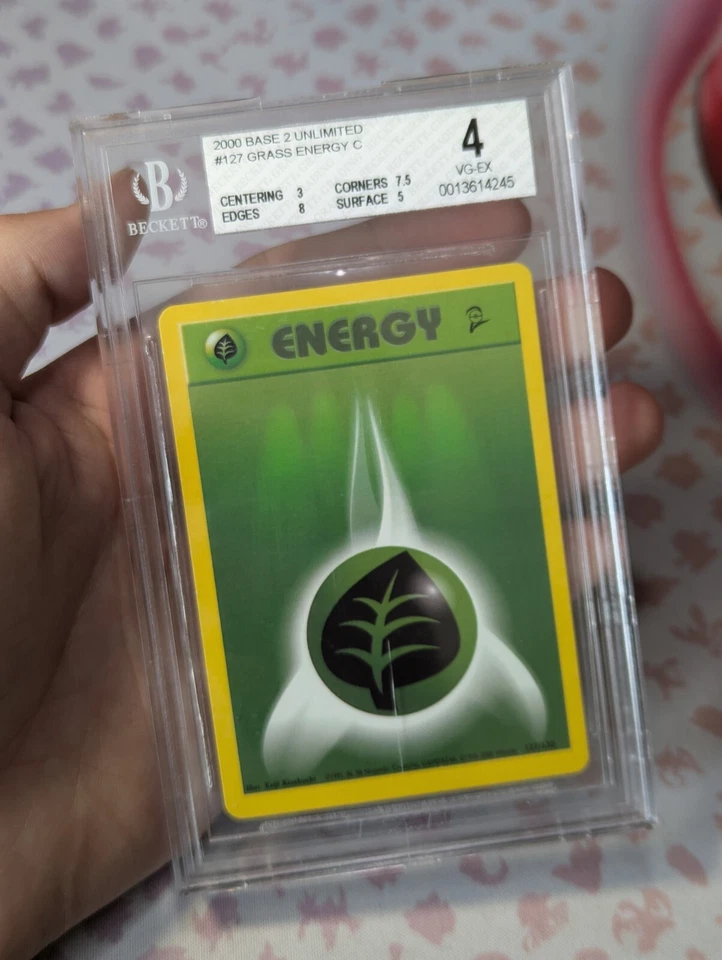 2000 BASE 2 UNLIMITED
#127 GRASS ENERGY C
4
VG-EX
0013614245
CENTERING 3
CORNERS 7.5
EDGES 8
SURFACE 5
B
BECKETT®
ENERGY